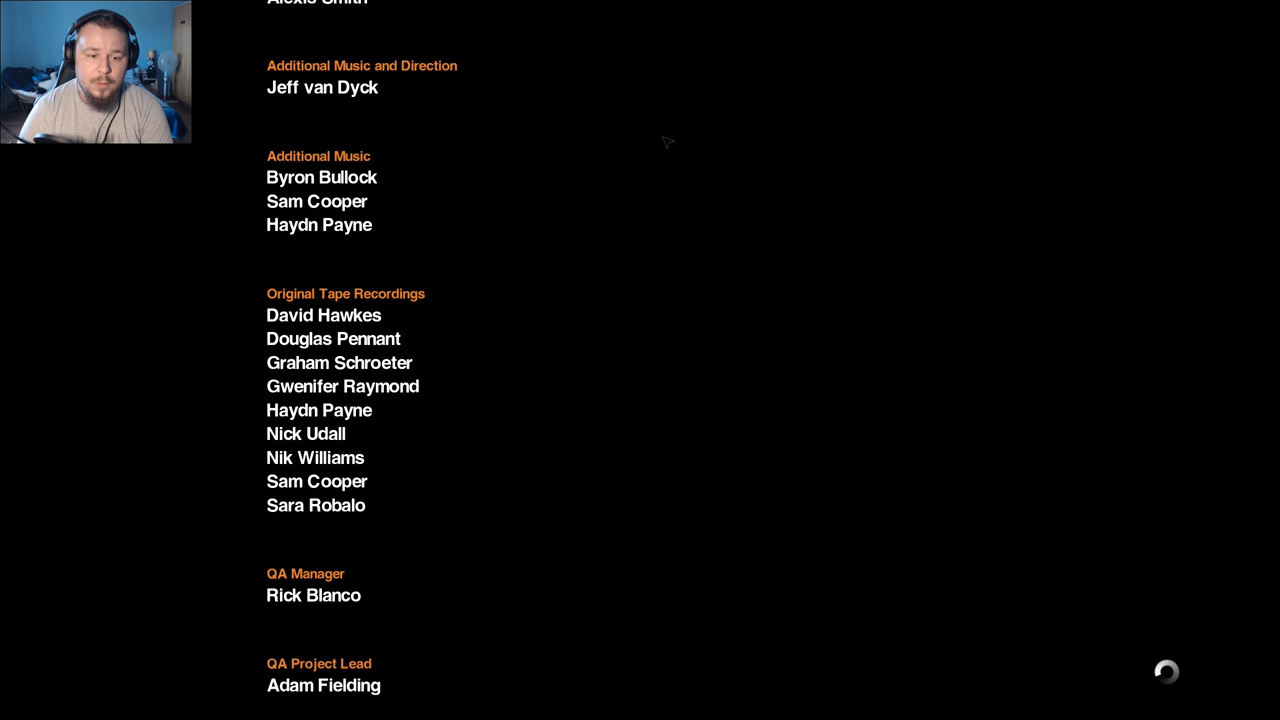 Alexis Smith
Additional Music and Direction
Jeff van Dyck
Additional Music
Byron Bullock
Sam Cooper
Haydn Payne
Original Tape Recordings
David Hawkes
Douglas Pennant
Graham Schroeter
Gwenifer Raymond
Haydn Payne
Nick Udall
Nik Williams
Sam Cooper
Sara Robalo
QA Manager
Rick Blanco
QA Project Lead
Adam Fielding